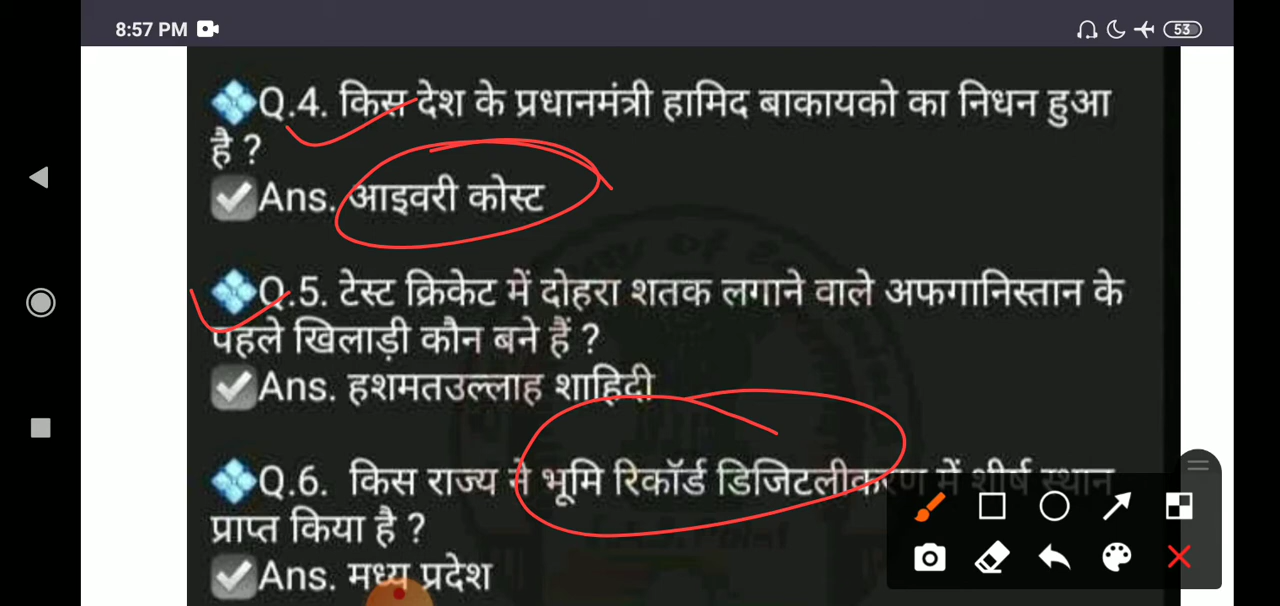 8:57 PM
53
Q.4. किस देश के प्रधानमंत्री हामिद बाकायको का निधन हुआ
है ?
Ans. आइवरी कोस्ट
Q.5. टेस्ट क्रिकेट में दोहरा शतक लगाने वाले अफगानिस्तान के
पहले खिलाड़ी कौन बने हैं ?
Ans. हशमतउल्लाह शाहिदी
Q.6. किस राज्य ने भूमि रिकॉर्ड डिजिटलीकरण में शीर्ष स्थान
प्राप्त किया है ?
Ans. मध्य प्रदेश